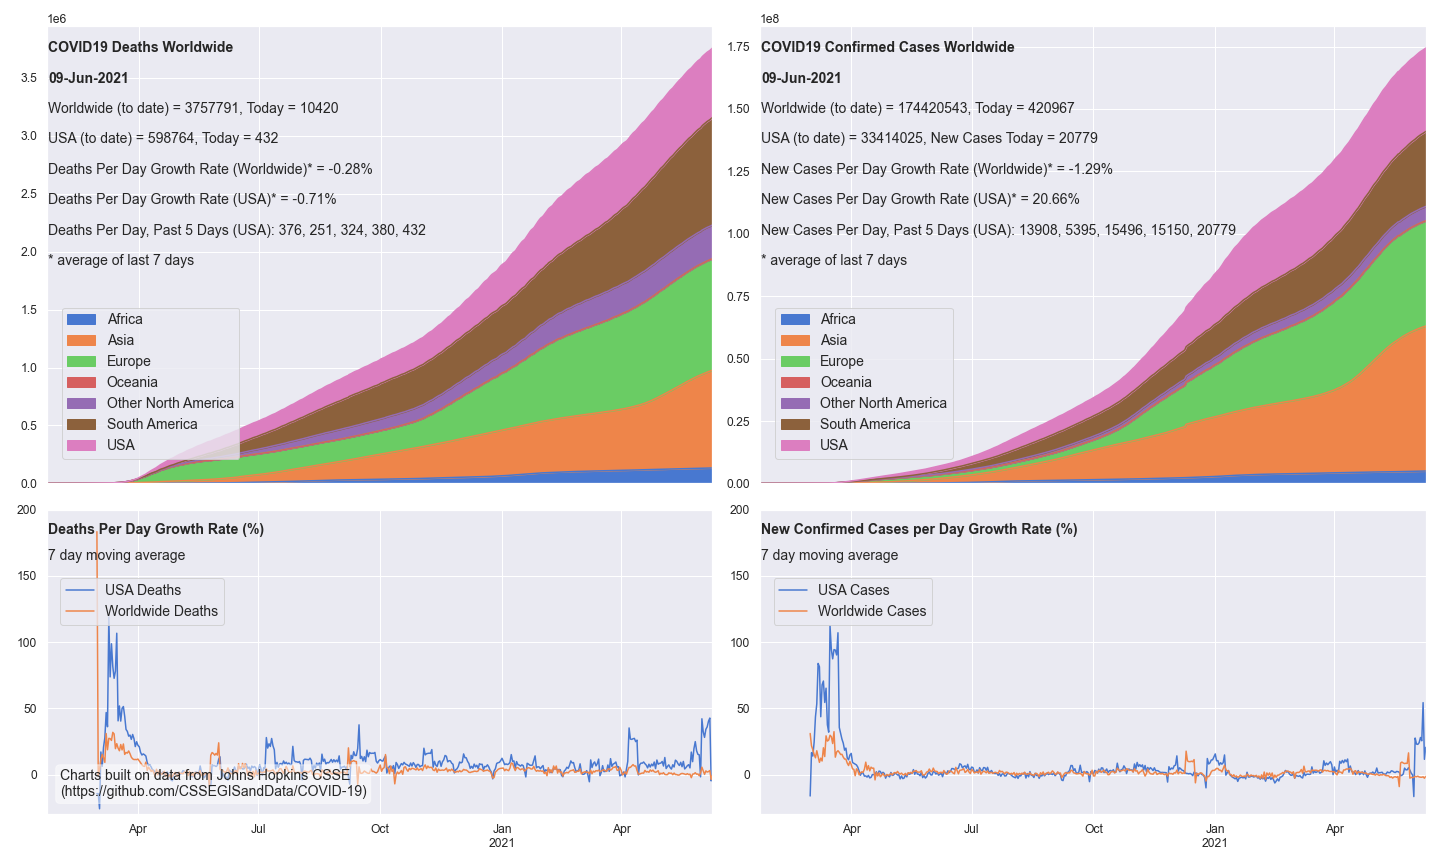 1e6
COVID19 Deaths Worldwide
09-Jun-2021
Worldwide (to date) = 3757791, Today = 10420
USA (to date) = 598764, Today = 432
Deaths Per Day Growth Rate (Worldwide)* = -0.28%
Deaths Per Day Growth Rate (USA)* = -0.71%
Deaths Per Day, Past 5 Days (USA): 376, 251, 324, 380, 432
* average of last 7 days
3.5
3.0
2.5
2.0
1.5
1.0
0.5
0.0
Africa
Asia
Europe
Oceania
Other North America
South America
USA
1e8
COVID19 Confirmed Cases Worldwide
09-Jun-2021
Worldwide (to date) = 174420543, Today = 420967
USA (to date) = 33414025, New Cases Today = 20779
New Cases Per Day Growth Rate (Worldwide)* = -1.29%
New Cases Per Day Growth Rate (USA)* = 20.66%
New Cases Per Day, Past 5 Days (USA): 13908, 5395, 15496, 15150, 20779
* average of last 7 days
1.75
1.50
1.25
1.00
0.75
0.50
0.25
0.00
Africa
Asia
Europe
Oceania
Other North America
South America
USA
Deaths Per Day Growth Rate (%)
7 day moving average
USA Deaths
Worldwide Deaths
200
150
100
50
0
Charts built on data from Johns Hopkins CSSE
(https://github.com/CSSEGISandData/COVID-19)
Apr Jul Oct Jan Apr
2021
New Confirmed Cases per Day Growth Rate (%)
7 day moving average
USA Cases
Worldwide Cases
200
150
100
50
0
Apr Jul Oct Jan Apr
2021